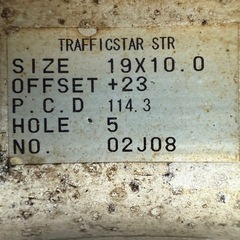 TRAFFICSTAR STR
SIZE 19X10.0
OFFSET +23
P.C.D 114.3
HOLE 5
NO. 02J08